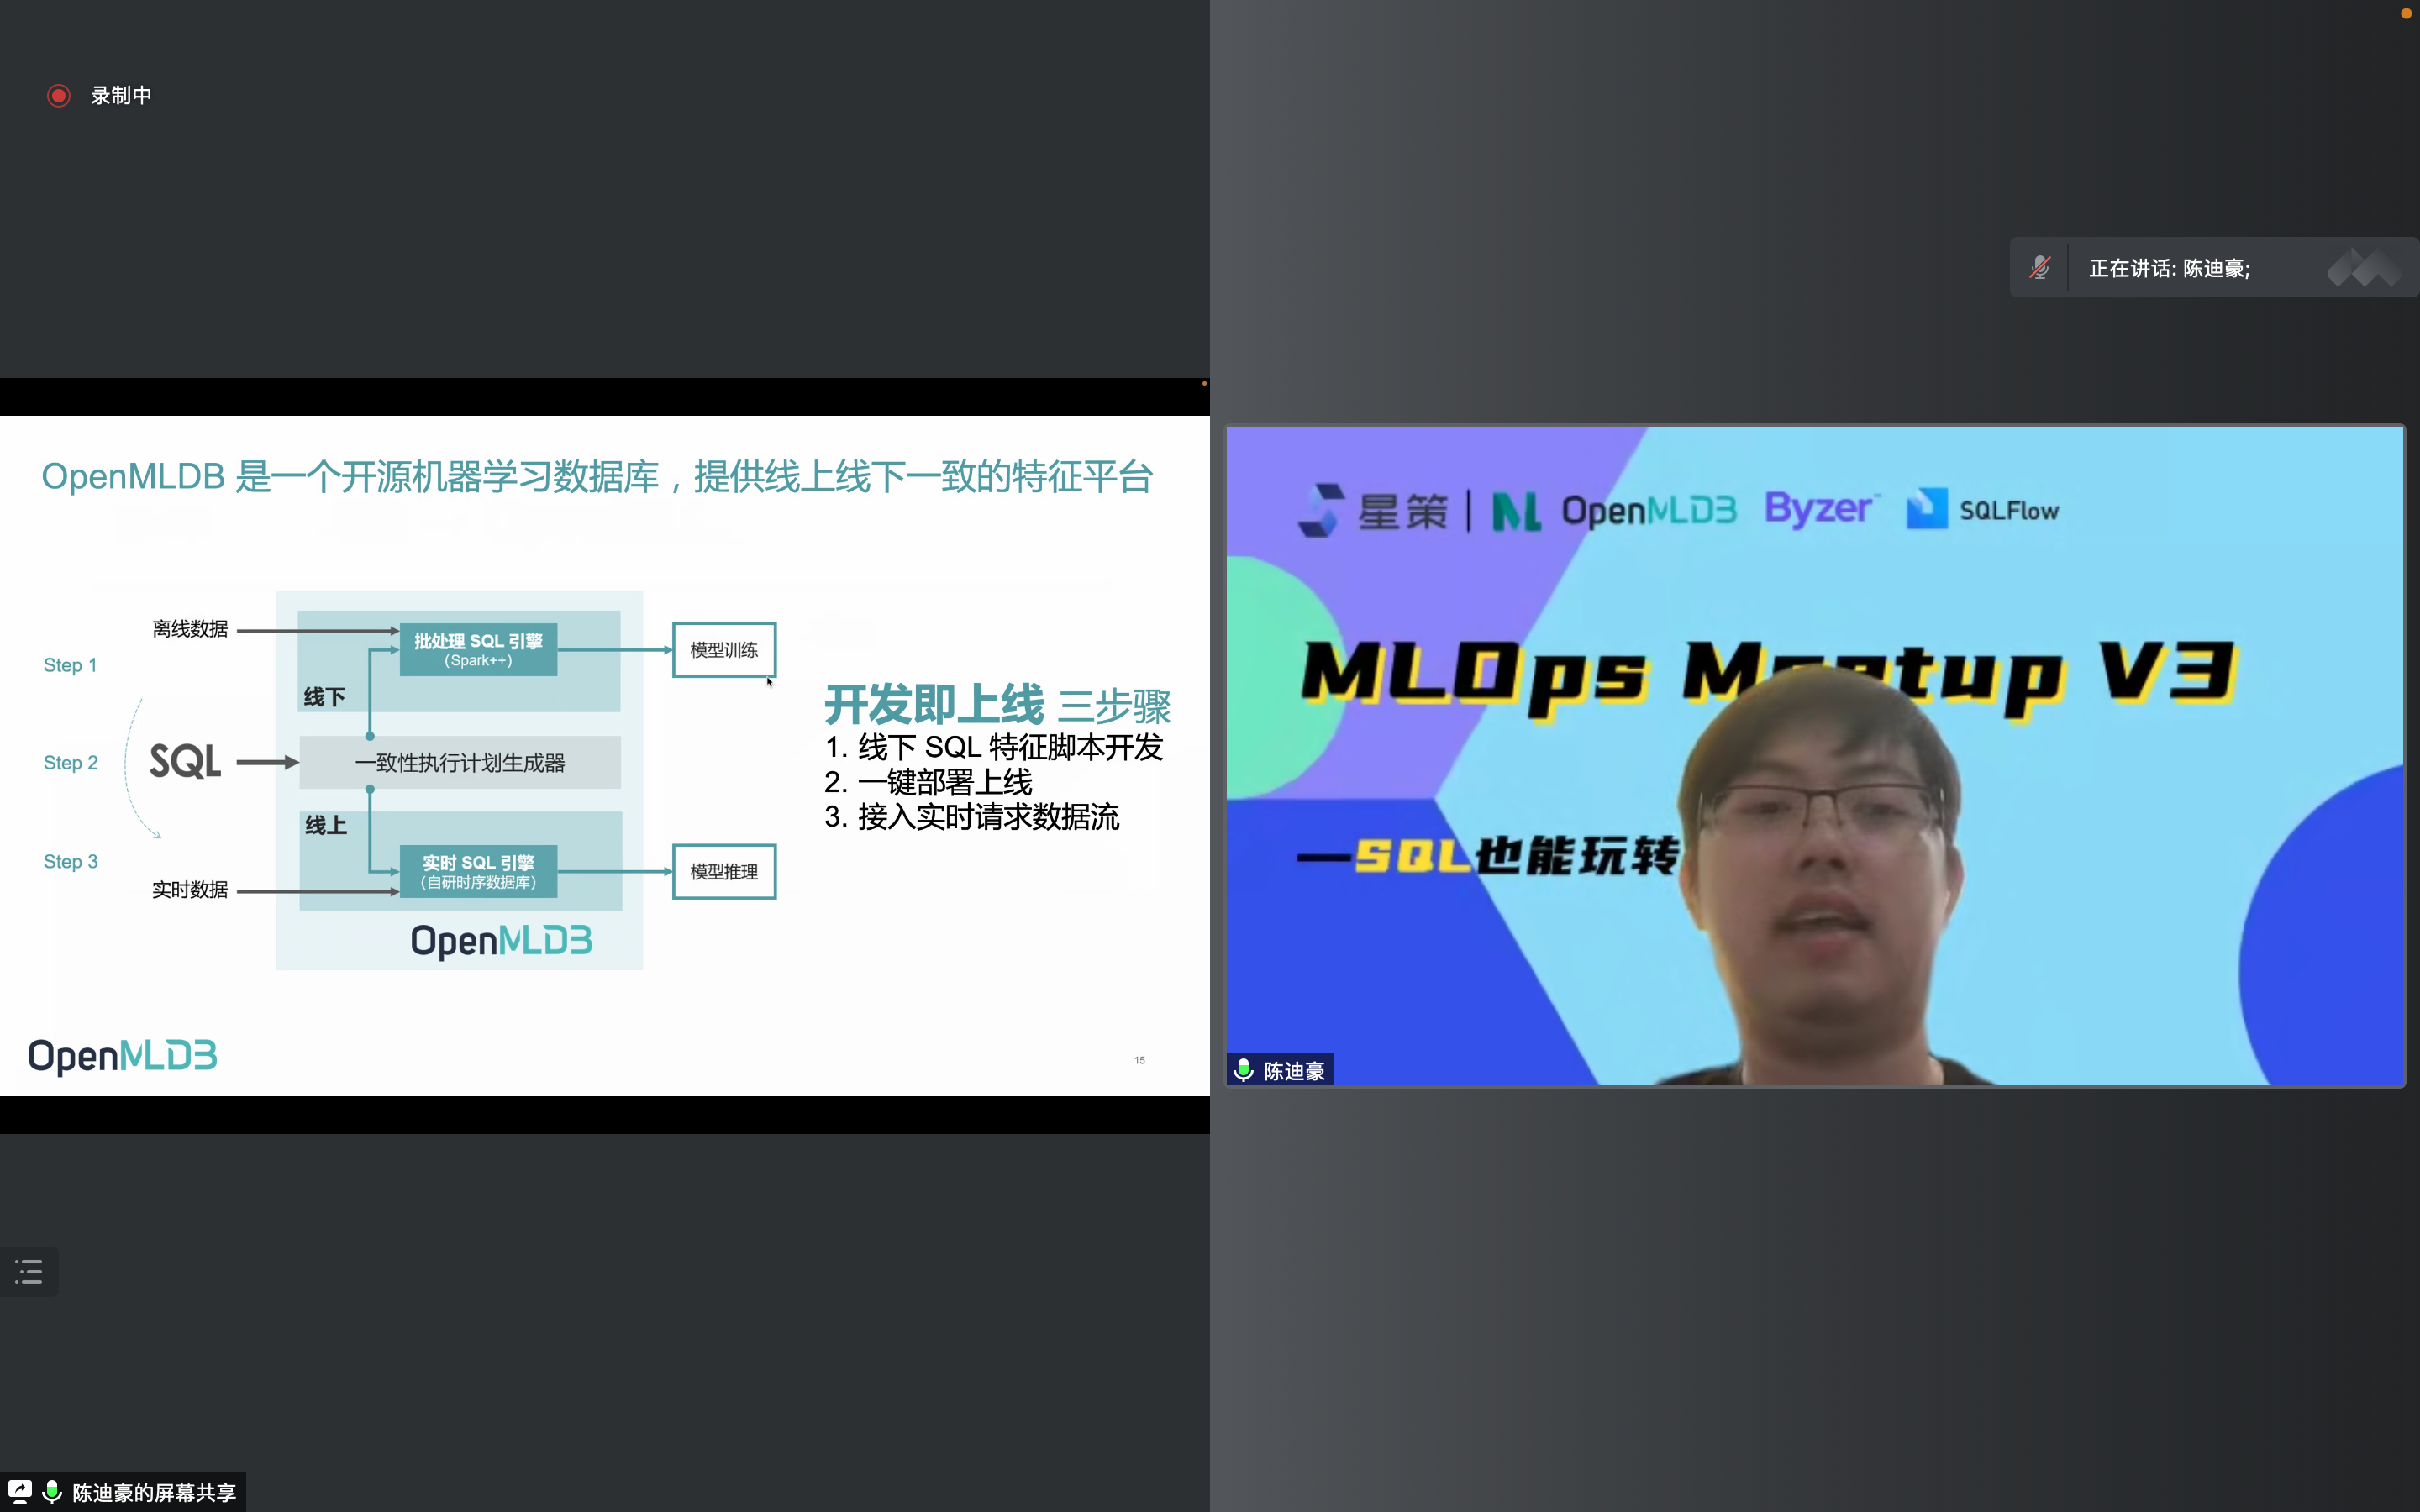 录制中
OpenMLDB 是一个开源机器学习数据库，提供线上线下一致的特征平台
离线数据
批处理 SQL 引擎
（Spark++）
模型训练
Step 1
线下
开发即上线 三步骤
1. 线下 SQL 特征脚本开发
2. 一键部署上线
3. 接入实时请求数据流
Step 2
SQL
一致性执行计划生成器
线上
Step 3
实时 SQL 引擎
（自研时序数据库）
模型推理
实时数据
OpenMLDB
OpenMLDB
15
陈迪豪的屏幕共享
正在讲话: 陈迪豪;
星策 | OpenMLDB Byzer SQLFlow
MLOps Meetup V3
—SQL也能玩转
陈迪豪